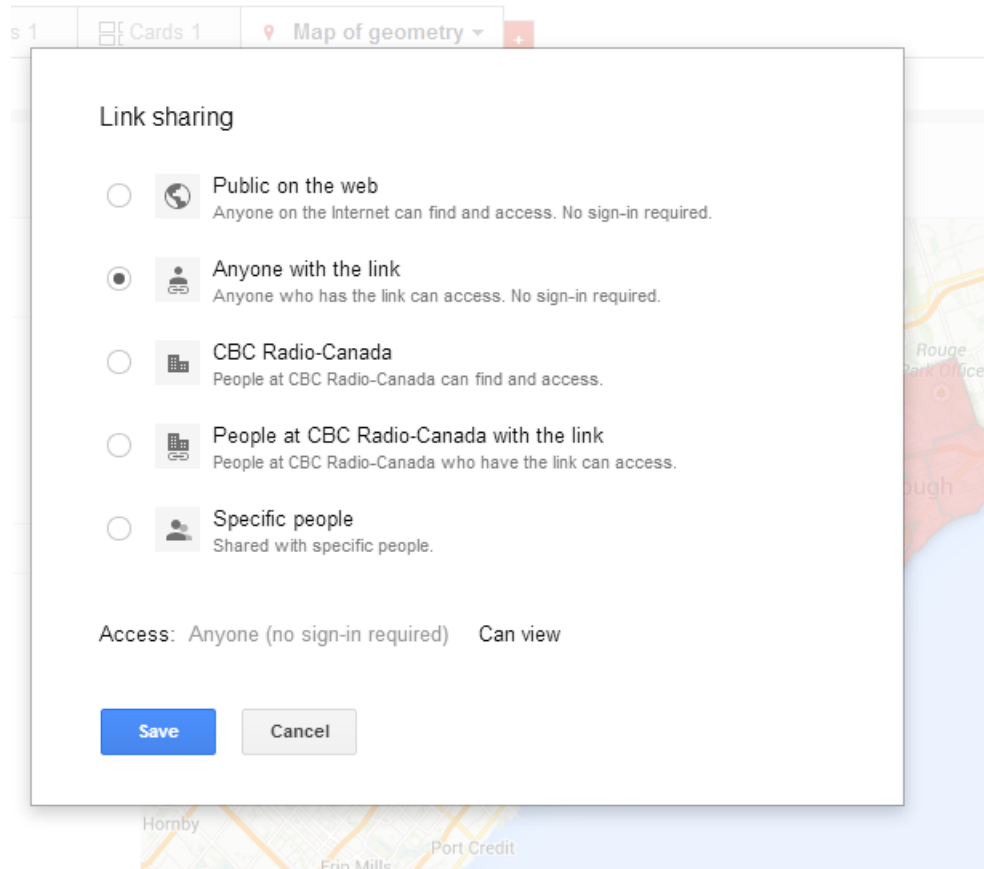 s 1
Cards 1
Map of geometry
+
Link sharing
Public on the web
Anyone on the Internet can find and access. No sign-in required.
Anyone with the link
Anyone who has the link can access. No sign-in required.
CBC Radio-Canada
People at CBC Radio-Canada can find and access.
People at CBC Radio-Canada with the link
People at CBC Radio-Canada who have the link can access.
Specific people
Shared with specific people.
Access: Anyone (no sign-in required) Can view
Save Cancel
Rouge
Park Office
ough
Hornby
Port Credit
Erin Mills